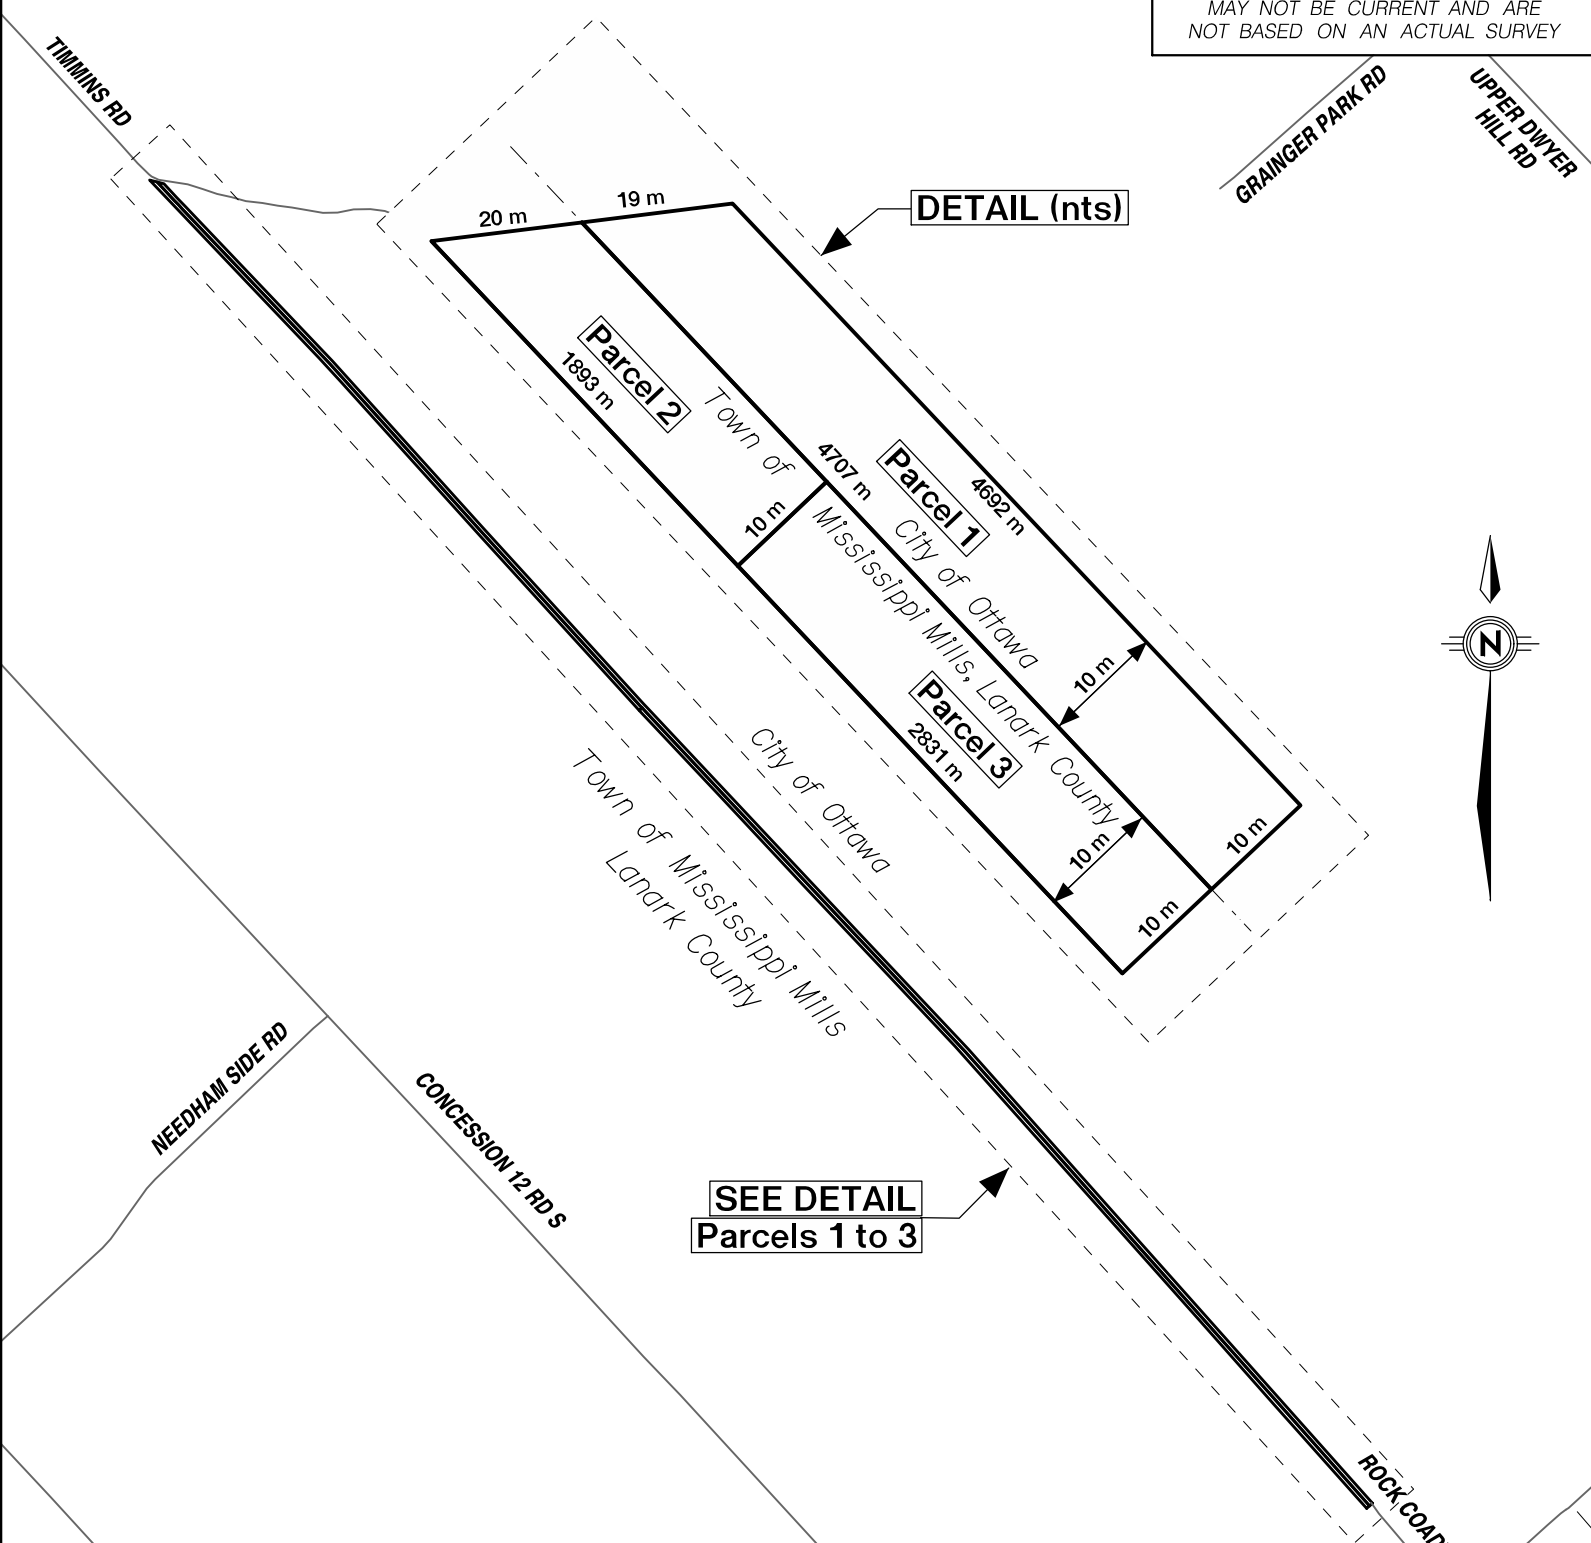 MAY NOT BE CURRENT AND ARE
NOT BASED ON AN ACTUAL SURVEY
TIMMINS RD
GRAINGER PARK RD
UPPER DWYER
HILL RD
DETAIL (nts)
20 m
19 m
Parcel 2
1893 m
Town of
Mississippi Mills, Lanark County
4707 m
Parcel 1
4692 m
City of Ottawa
10 m
10 m
Parcel 3
2831 m
10 m
10 m
10 m
N
City of Ottawa
Town of Mississippi Mills
Lanark County
NEEDHAM SIDE RD
CONCESSION 12 RD S
SEE DETAIL
Parcels 1 to 3
ROCK COAD